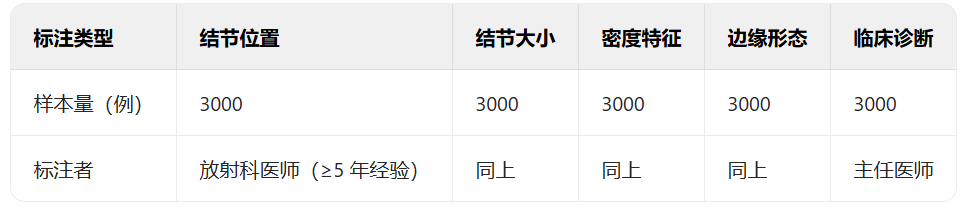 标注类型 结节位置 结节大小 密度特征 边缘形态 临床诊断
样本量（例） 3000 3000 3000 3000 3000
标注者 放射科医师（≥5 年经验） 同上 同上 同上 主任医师